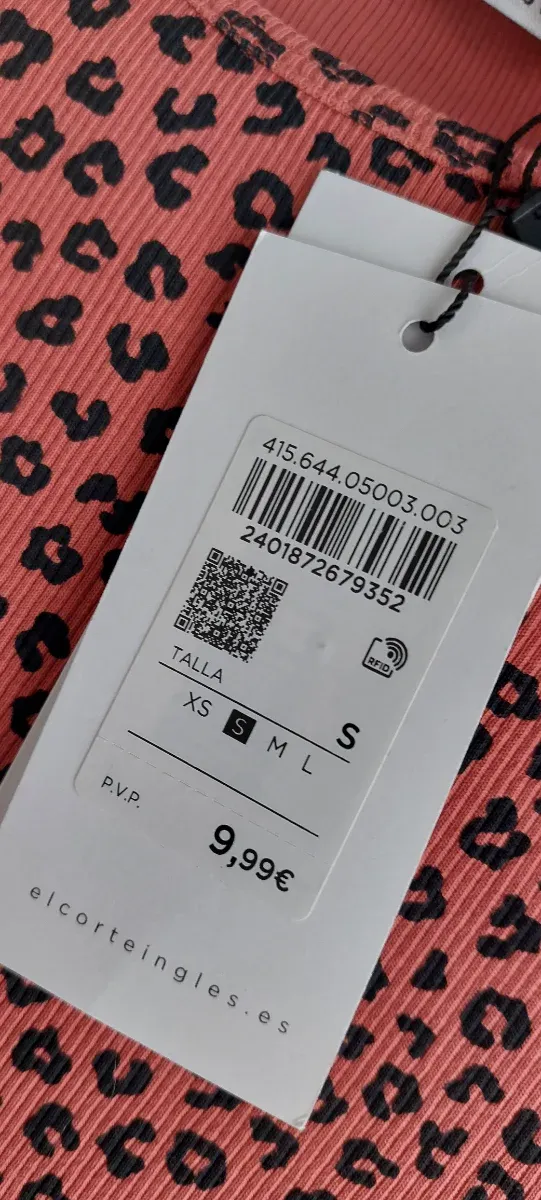 415.644.05003.003
2401872679352
RFID
TALLA
S
XS S M L
P.V.P.
9,99€
elcorteingles.es